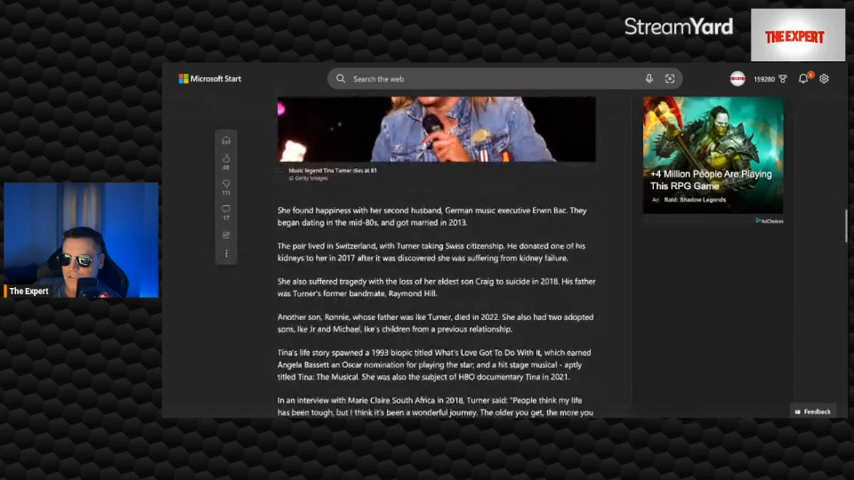 StreamYard
THE EXPERT
Microsoft Start
Search the web
159280
Music legend Tina Turner dies at 83
© Getty Images
+4 Million People Are Playing
This RPG Game
Ad Raid: Shadow Legends
AdChoices
48
111
17
She found happiness with her second husband, German music executive Erwin Bac. They
began dating in the mid-80s, and got married in 2013.
The pair lived in Switzerland, with Turner taking Swiss citizenship. He donated one of his
kidneys to her in 2017 after it was discovered she was suffering from kidney failure.
She also suffered tragedy with the loss of her eldest son Craig to suicide in 2018. His father
was Turner's former bandmate, Raymond Hill.
Another son, Ronnie, whose father was Ike Turner, died in 2022. She also had two adopted
sons, Ike Jr and Michael, Ike's children from a previous relationship.
Tina's life story spawned a 1993 biopic titled What's Love Got To Do With It, which earned
Angela Bassett an Oscar nomination for playing the star; and a hit stage musical - aptly
titled Tina: The Musical. She was also the subject of HBO documentary Tina in 2021.
In an interview with Marie Claire South Africa in 2018, Turner said: "People think my life
has been tough, but I think it's been a wonderful journey. The older you get, the more you
The Expert
Feedback